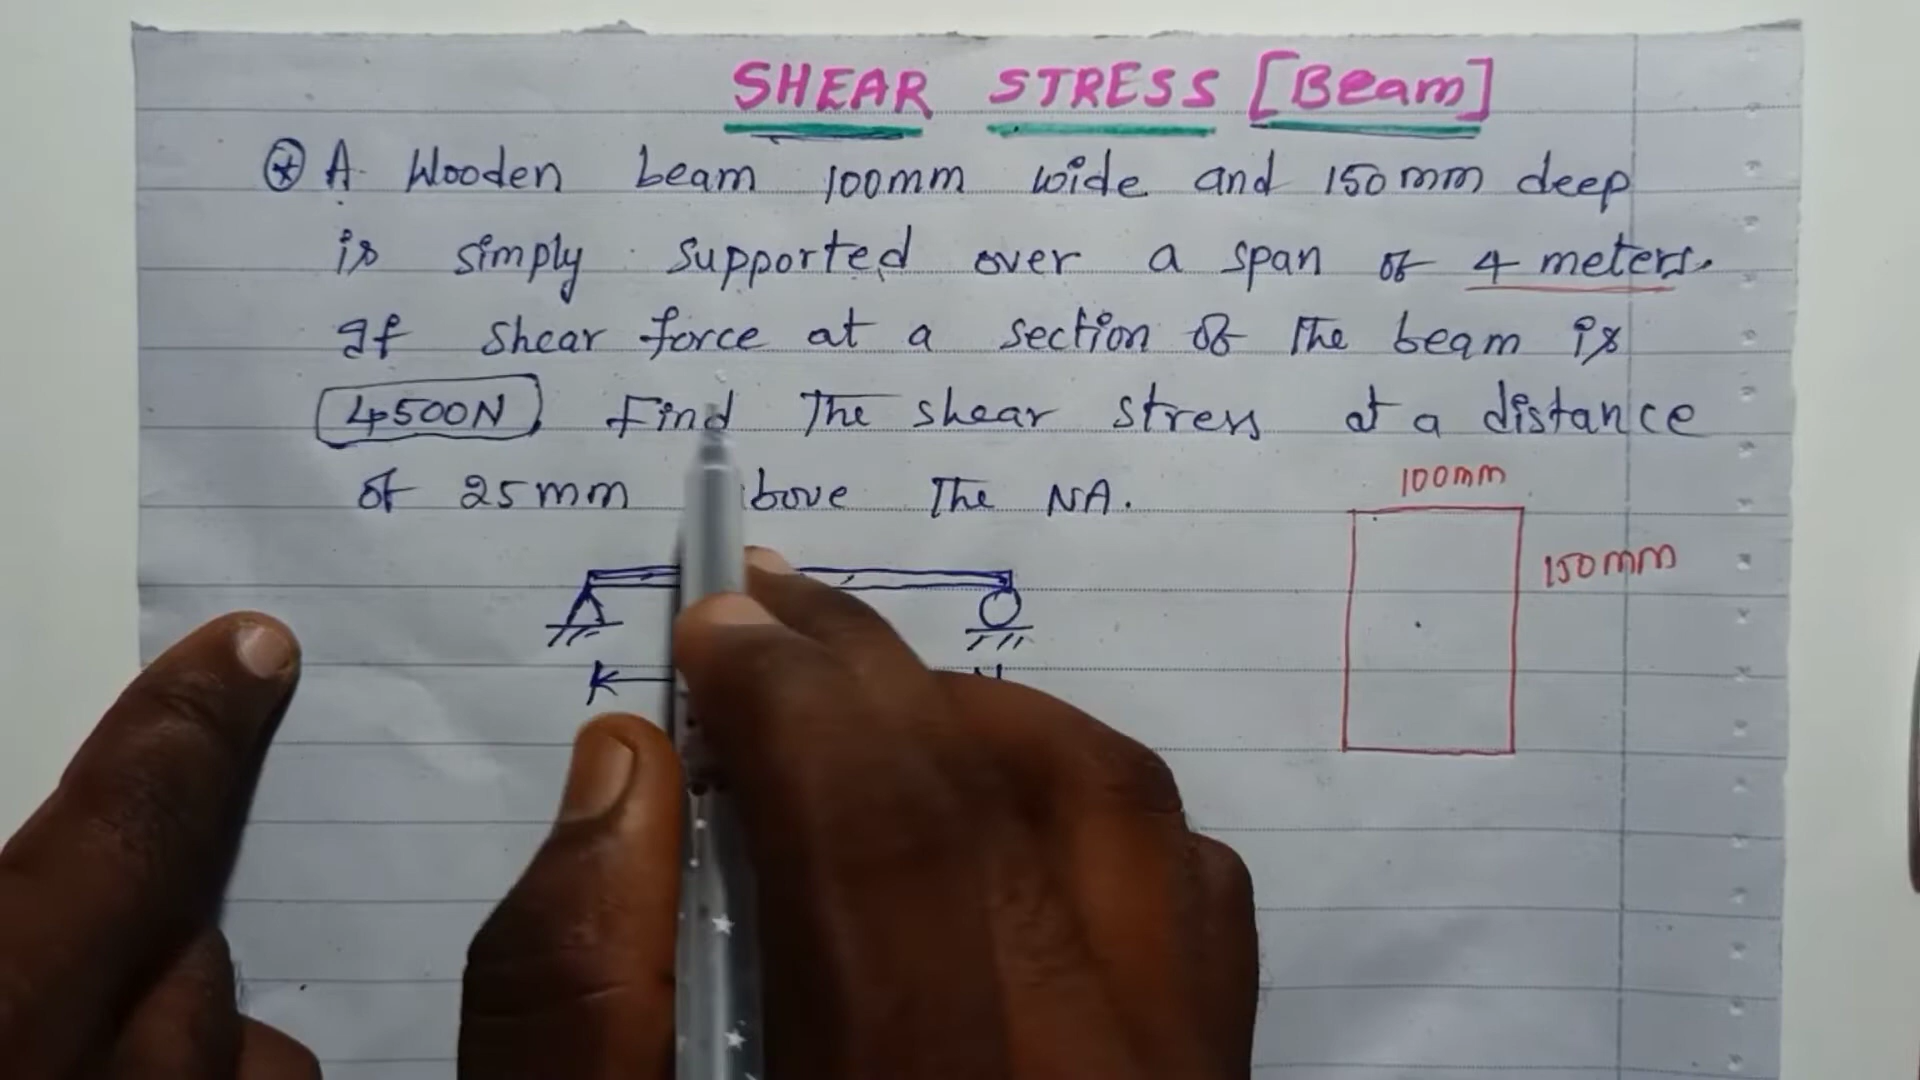 SHEAR STRESS [Beam]
A wooden beam 100mm wide and 150mm deep
is simply supported over a span of 4 meters.
If shear force at a section of the beam is
4500N Find The shear stress at a distance
of 25mm bove The NA.
100mm
150mm